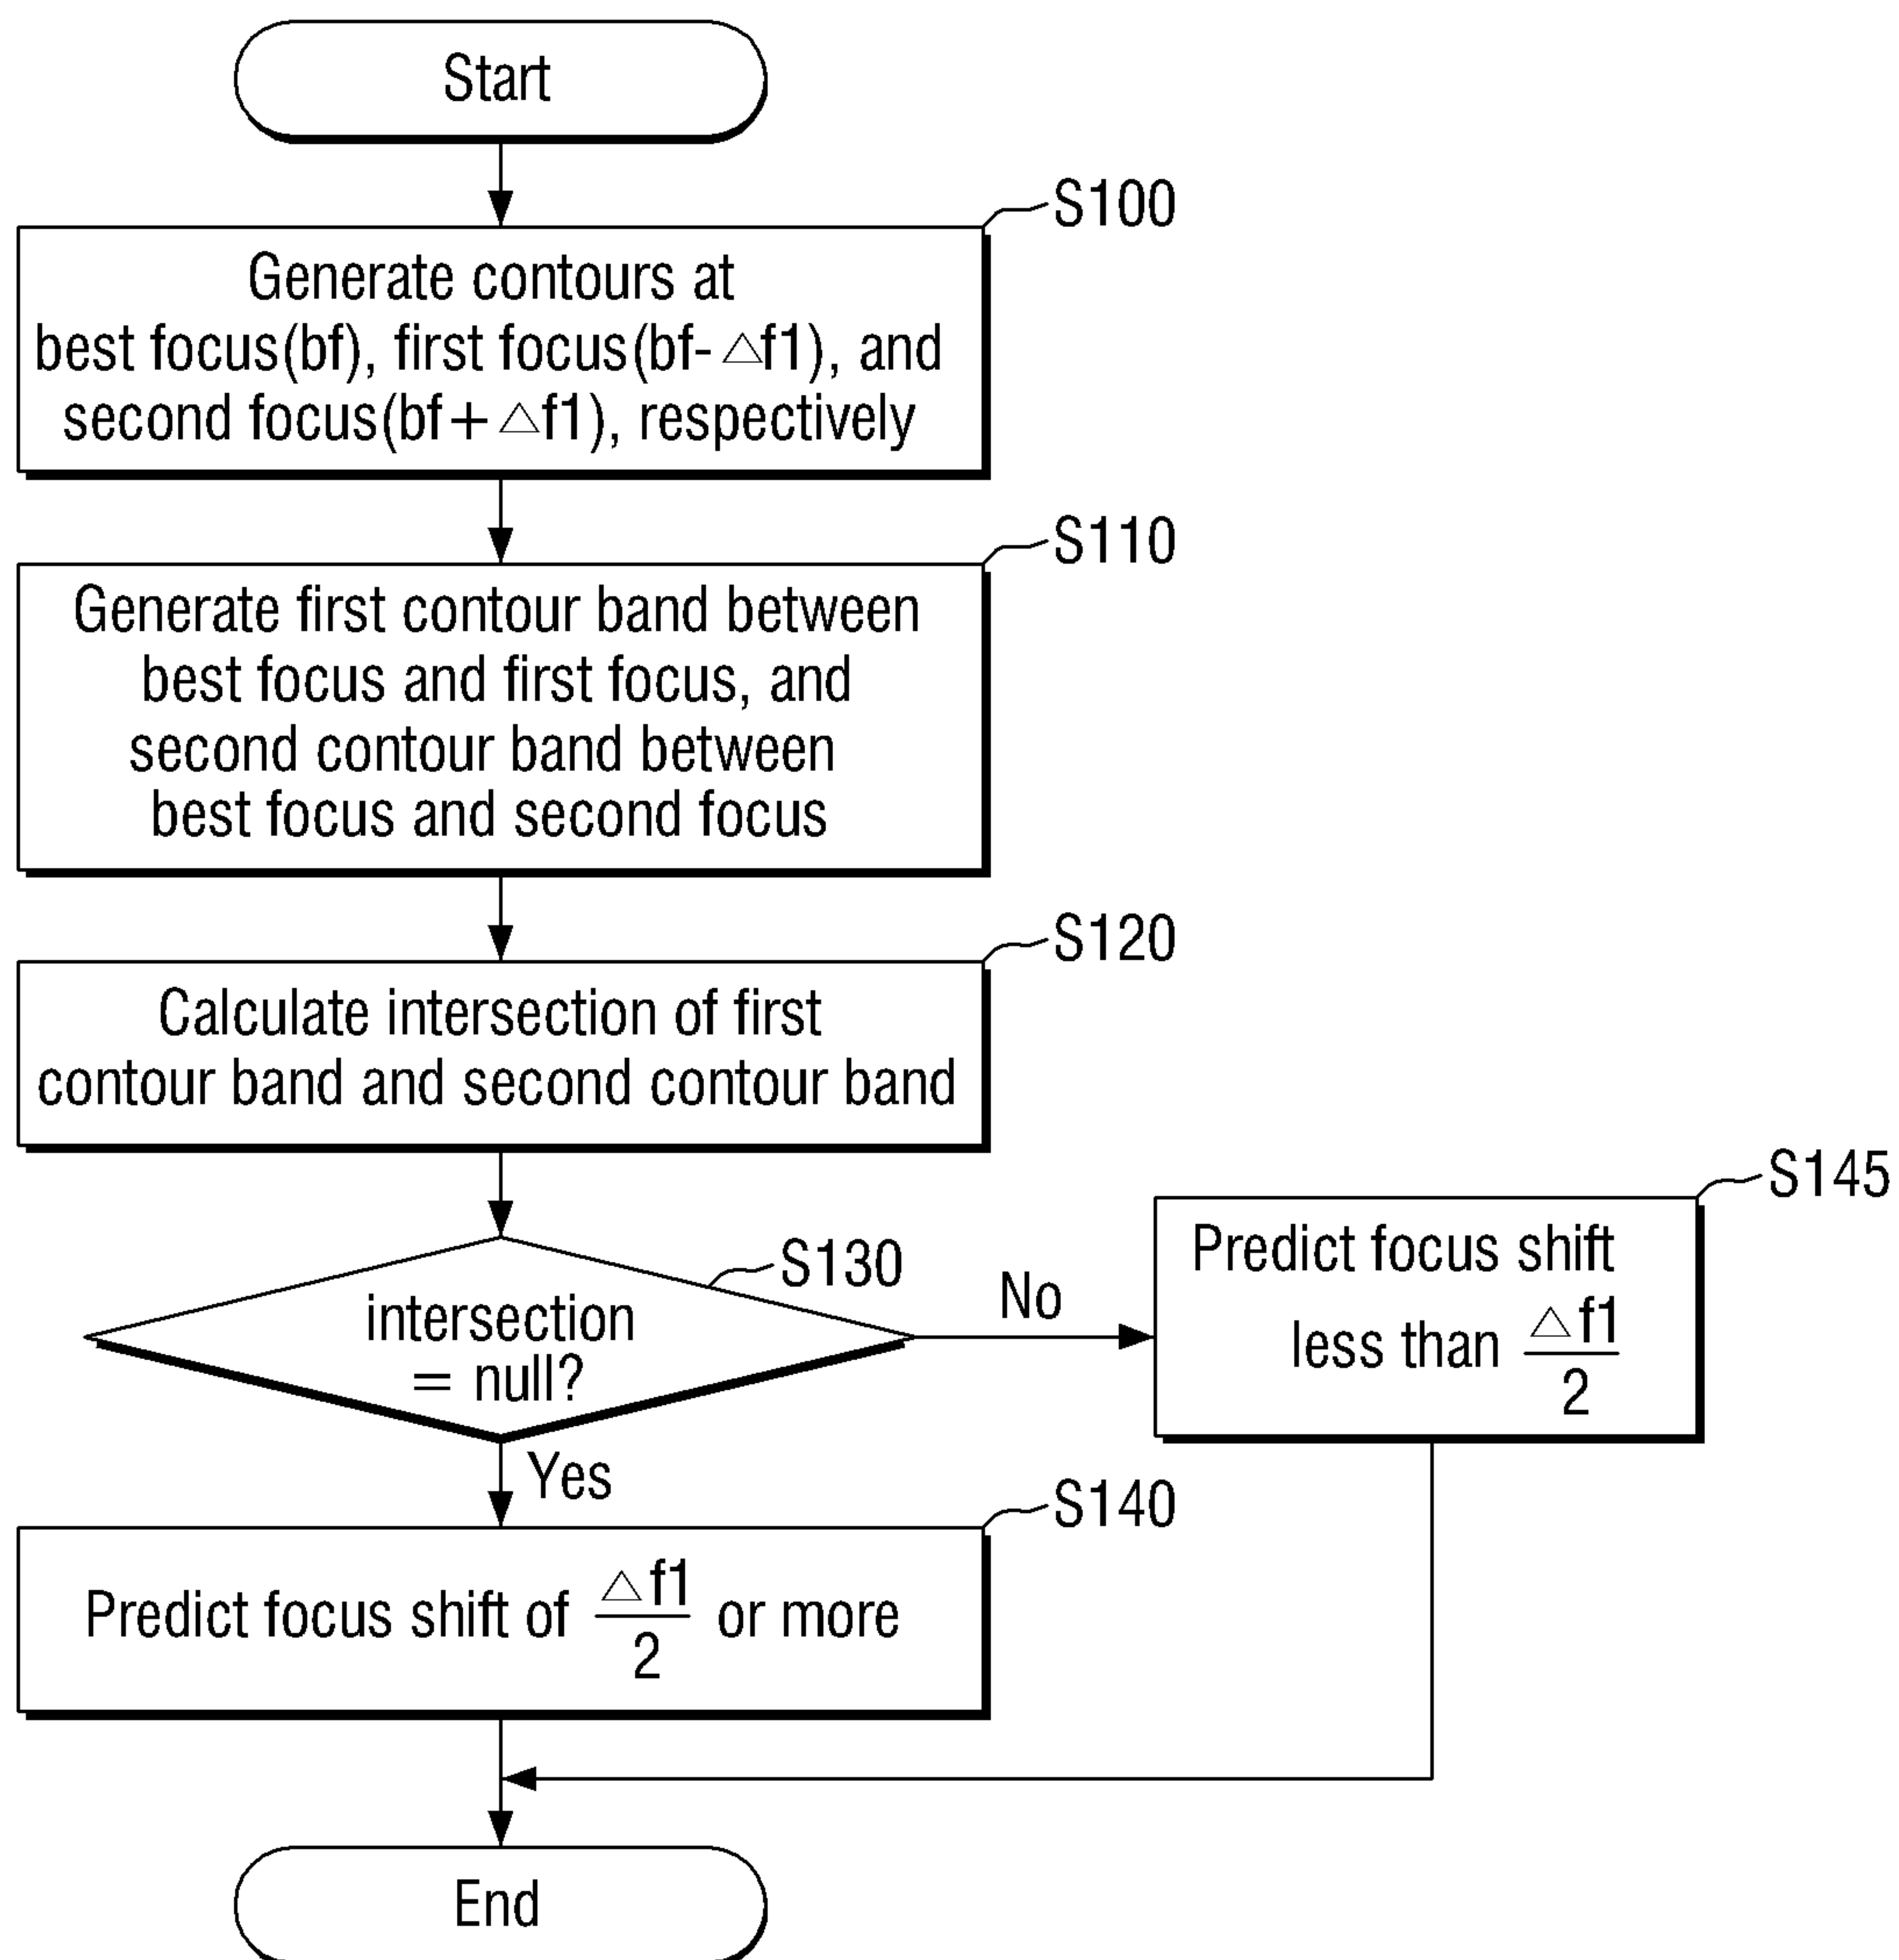 Start
S100
Generate contours at
best focus(bf), first focus(bf- △f1), and
second focus(bf+ △f1), respectively
S110
Generate first contour band between
best focus and first focus, and
second contour band between
best focus and second focus
S120
Calculate intersection of first
contour band and second contour band
S130
intersection
= null?
No
S145
Predict focus shift
less than △f1/2
Yes
S140
Predict focus shift of △f1/2 or more
End